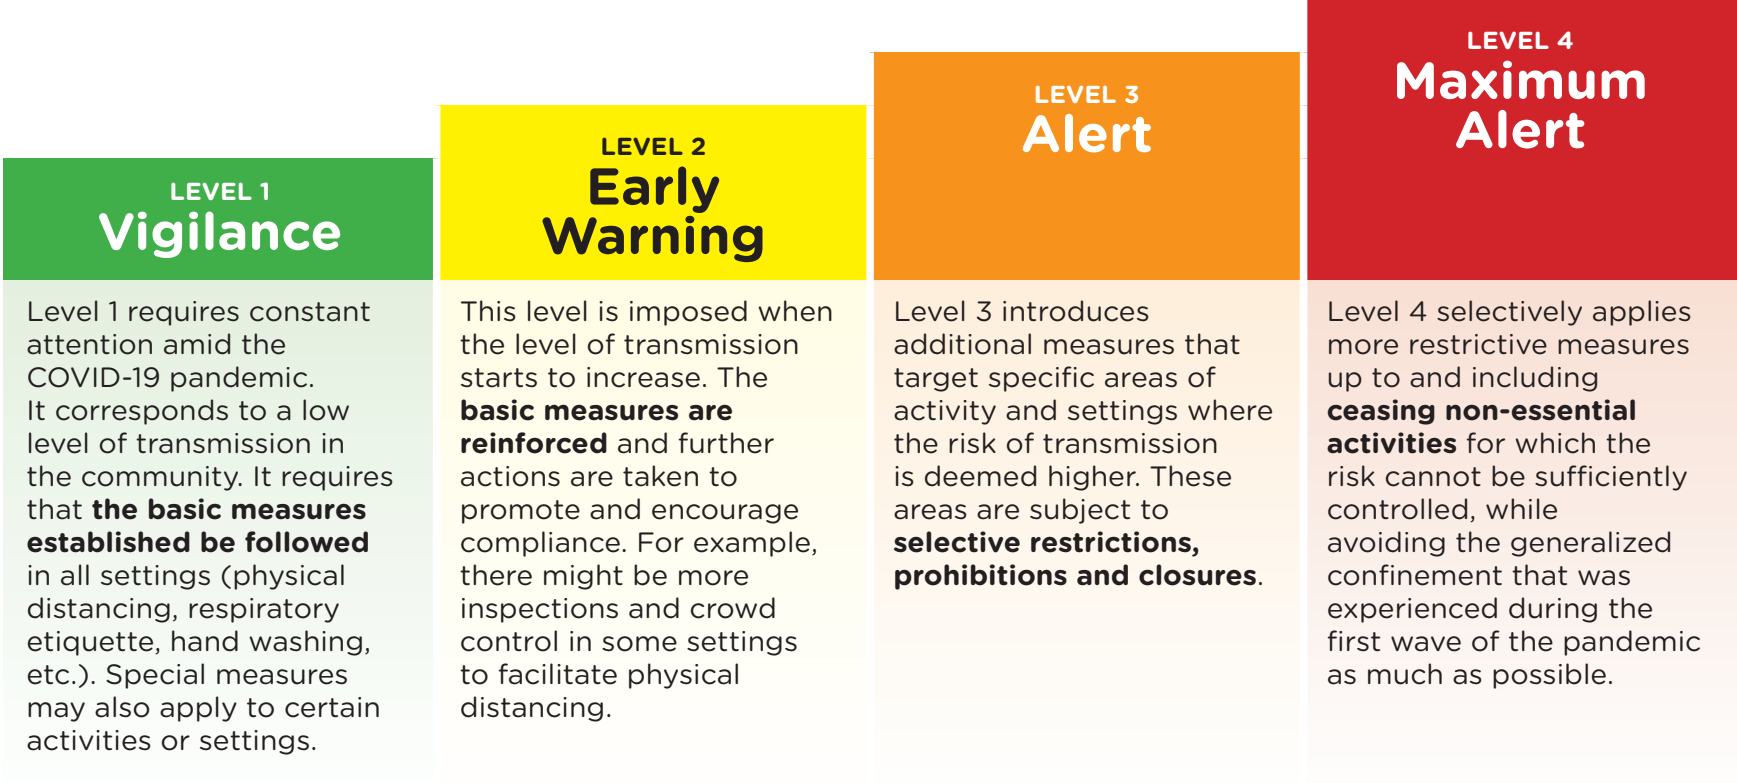 LEVEL 1
Vigilance
Level 1 requires constant
attention amid the
COVID-19 pandemic.
It corresponds to a low
level of transmission in
the community. It requires
that the basic measures
established be followed
in all settings (physical
distancing, respiratory
etiquette, hand washing,
etc.). Special measures
may also apply to certain
activities or settings.
LEVEL 2
Early
Warning
This level is imposed when
the level of transmission
starts to increase. The
basic measures are
reinforced and further
actions are taken to
promote and encourage
compliance. For example,
there might be more
inspections and crowd
control in some settings
to facilitate physical
distancing.
LEVEL 3
Alert
Level 3 introduces
additional measures that
target specific areas of
activity and settings where
the risk of transmission
is deemed higher. These
areas are subject to
selective restrictions,
prohibitions and closures.
LEVEL 4
Maximum
Alert
Level 4 selectively applies
more restrictive measures
up to and including
ceasing non-essential
activities for which the
risk cannot be sufficiently
controlled, while
avoiding the generalized
confinement that was
experienced during the
first wave of the pandemic
as much as possible.